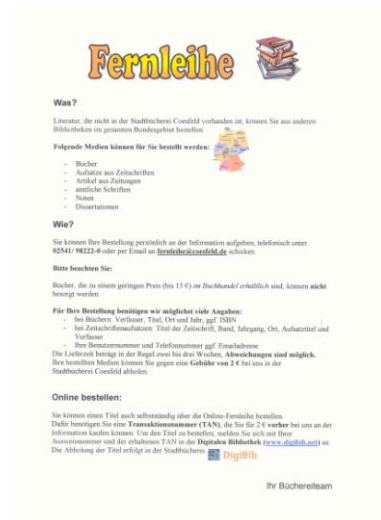 Fernleihe
Was?
Literatur, die nicht in der Stadtbücherei Coesfeld vorhanden ist, können Sie aus anderen
Bibliotheken im gesamten Bundesgebiet bestellen.
Folgende Medien können für Sie bestellt werden:
- Bücher
- Aufsätze aus Zeitschriften
- Artikel aus Zeitungen
- amtliche Schriften
- Noten
- Dissertationen
Wie?
Sie können Ihre Bestellung persönlich an der Information aufgeben, telefonisch unter
02541/ 98222-0 oder per Email an fernleihe@coesfeld.de schicken.
Bitte beachten Sie:
Bücher, die zu einem geringen Preis (bis 15 €) im Buchhandel erhältlich sind, können nicht
besorgt werden.
Für Ihre Bestellung benötigen wir möglichst viele Angaben:
- bei Büchern: Verfasser, Titel, Ort und Jahr, ggf. ISBN
- bei Zeitschriftenaufsätzen: Titel der Zeitschrift, Band, Jahrgang, Ort, Aufsatztitel und
Verfasser
- Ihre Benutzernummer und Telefonnummer ggf. Emailadresse
Die Lieferzeit beträgt in der Regel zwei bis drei Wochen, Abweichungen sind möglich.
Ihre bestellten Medien können Sie gegen eine Gebühr von 2 € bei uns in der
Stadtbücherei Coesfeld abholen.
Online bestellen:
Sie können einen Titel auch selbstständig über die Online-Fernleihe bestellen.
Dafür benötigen Sie eine Transaktionsnummer (TAN), die Sie für 2 € vorher bei uns an der
Information kaufen können. Um den Titel zu bestellen, melden Sie sich mit Ihrer
Ausweisnummer und der erhaltenen TAN in der Digitalen Bibliothek (www.digibib.net) an.
Die Abholung der Titel erfolgt in der Stadtbücherei.
DigiBib
Ihr Büchereiteam